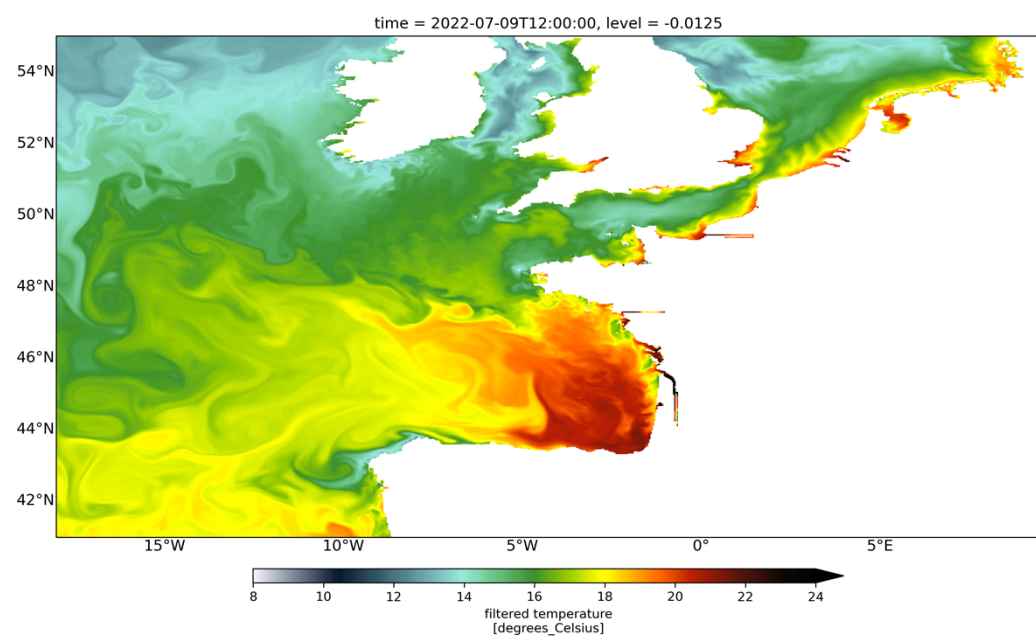 time = 2022-07-09T12:00:00, level = -0.0125
54°N
52°N
50°N
48°N
46°N
44°N
42°N
15°W 10°W 5°W 0° 5°E
8 10 12 14 16 18 20 22 24
filtered temperature
[degrees_Celsius]